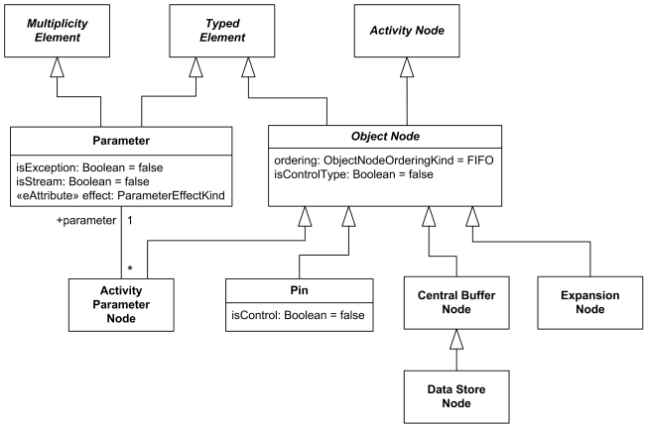 Multiplicity
Element
Typed
Element
Activity Node
Parameter
isException: Boolean = false
isStream: Boolean = false
«eAttribute» effect: ParameterEffectKind
Object Node
ordering: ObjectNodeOrderingKind = FIFO
isControlType: Boolean = false
+parameter
1
*
Activity
Parameter
Node
Pin
isControl: Boolean = false
Central Buffer
Node
Expansion
Node
Data Store
Node